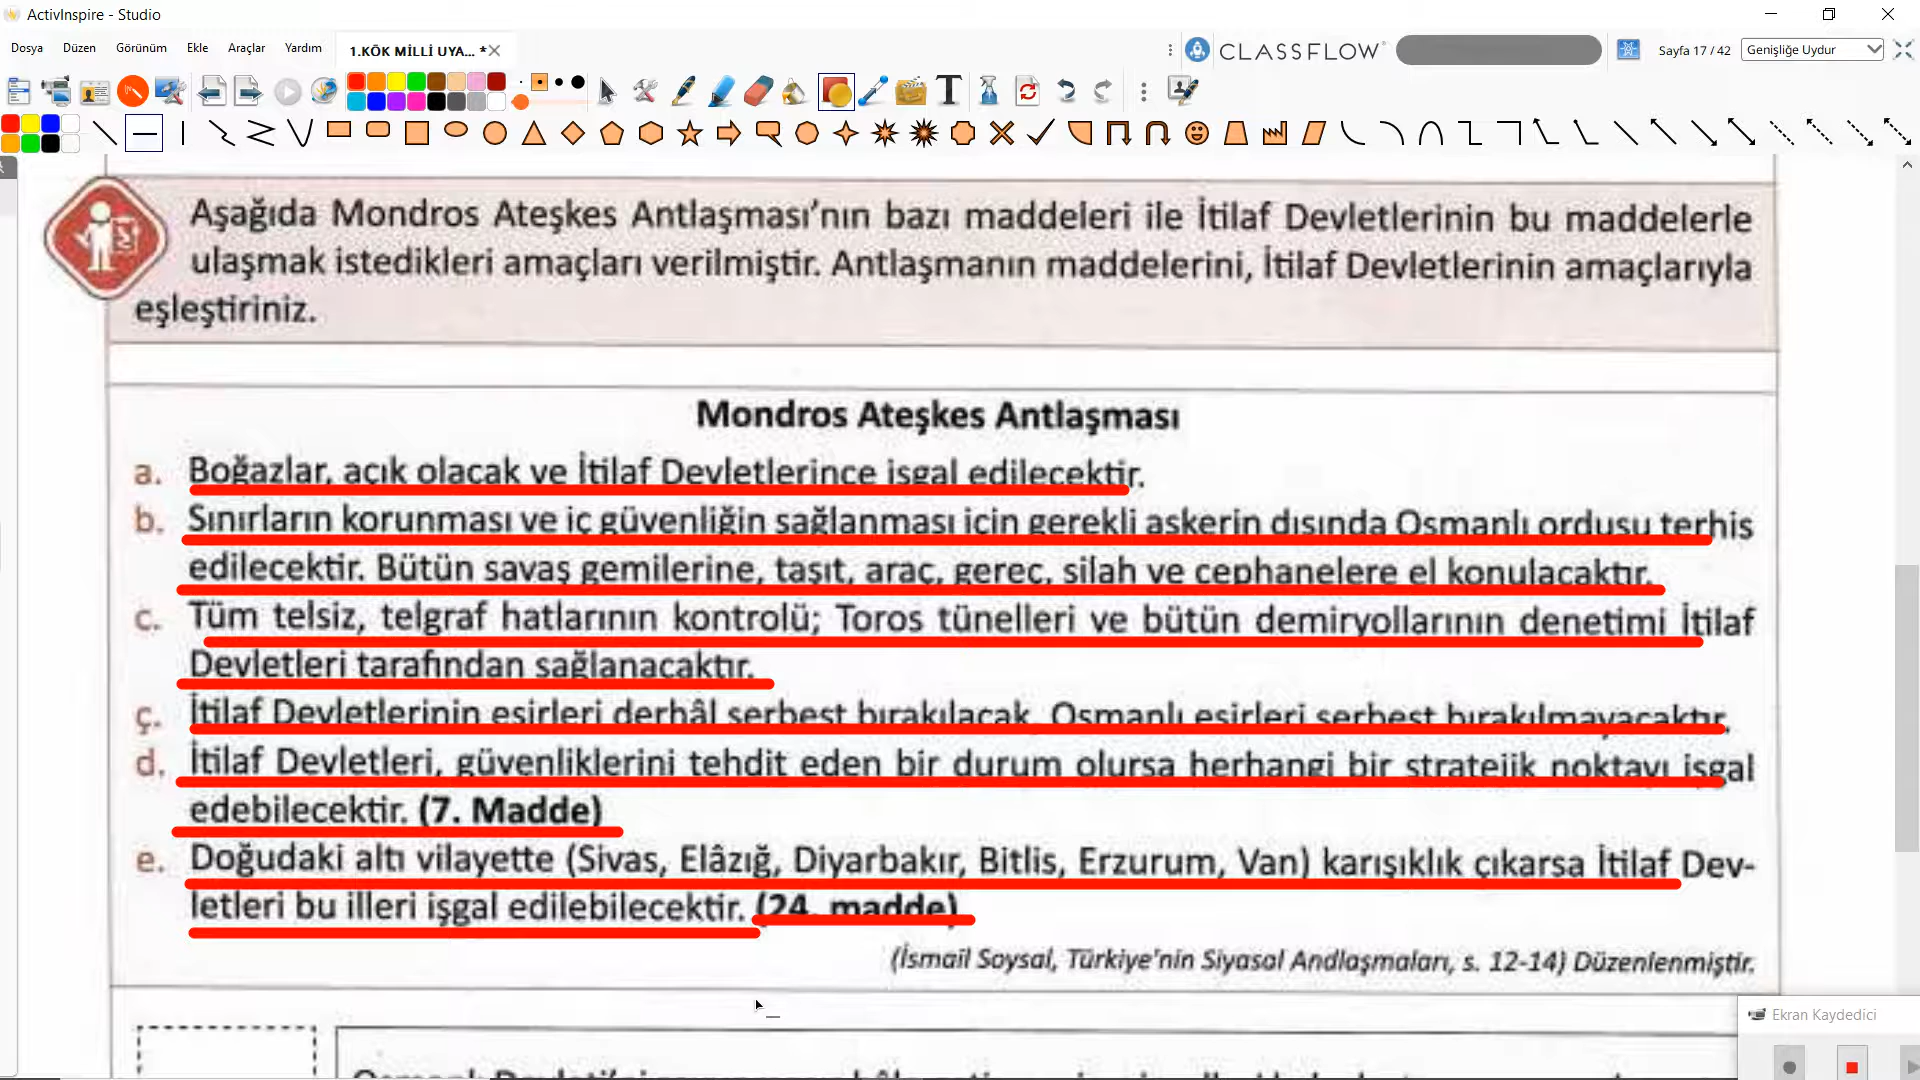 ActivInspire - Studio
Dosya Düzen Görünüm Ekle Araçlar Yardım 1.KÖK MİLLİ UYA... * CLASSFLOW Sayfa 17 / 42 Genişliğe Uydur
Aşağıda Mondros Ateşkes Antlaşması'nın bazı maddeleri ile İtilaf Devletlerinin bu maddelerle
ulaşmak istedikleri amaçları verilmiştir. Antlaşmanın maddelerini, İtilaf Devletlerinin amaçlarıyla
eşleştiriniz.
Mondros Ateşkes Antlaşması
a. Boğazlar, açık olacak ve İtilaf Devletlerince işgal edilecektir.
b. Sınırların korunması ve iç güvenliğin sağlanması için gerekli askerin dışında Osmanlı ordusu terhis
edilecektir. Bütün savaş gemilerine, taşıt, araç, gereç, silah ve cephanelere el konulacaktır.
c. Tüm telsiz, telgraf hatlarının kontrolü; Toros tünelleri ve bütün demiryollarının denetimi İtilaf
Devletleri tarafından sağlanacaktır.
ç. İtilaf Devletlerinin esirleri derhâl serbest bırakılacak, Osmanlı esirleri serbest bırakılmayacaktır.
d. İtilaf Devletleri, güvenliklerini tehdit eden bir durum olursa herhangi bir stratejik noktayı işgal
edebilecektir. (7. Madde)
e. Doğudaki altı vilayette (Sivas, Elâzığ, Diyarbakır, Bitlis, Erzurum, Van) karışıklık çıkarsa İtilaf Dev-
letleri bu illeri işgal edilebilecektir. (24. madde)
(İsmail Soysal, Türkiye'nin Siyasal Andlaşmaları, s. 12-14) Düzenlenmiştir.
Ekran Kaydedici